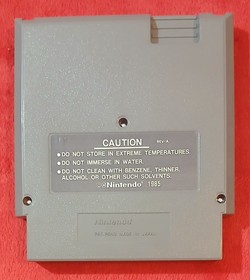 CAUTION REV-A
● DO NOT STORE IN EXTREME TEMPERATURES.
● DO NOT IMMERSE IN WATER.
● DO NOT CLEAN WITH BENZENE, THINNER,
ALCOHOL OR OTHER SUCH SOLVENTS.
Nintendo 1985
Nintendo
MADE IN JAPAN